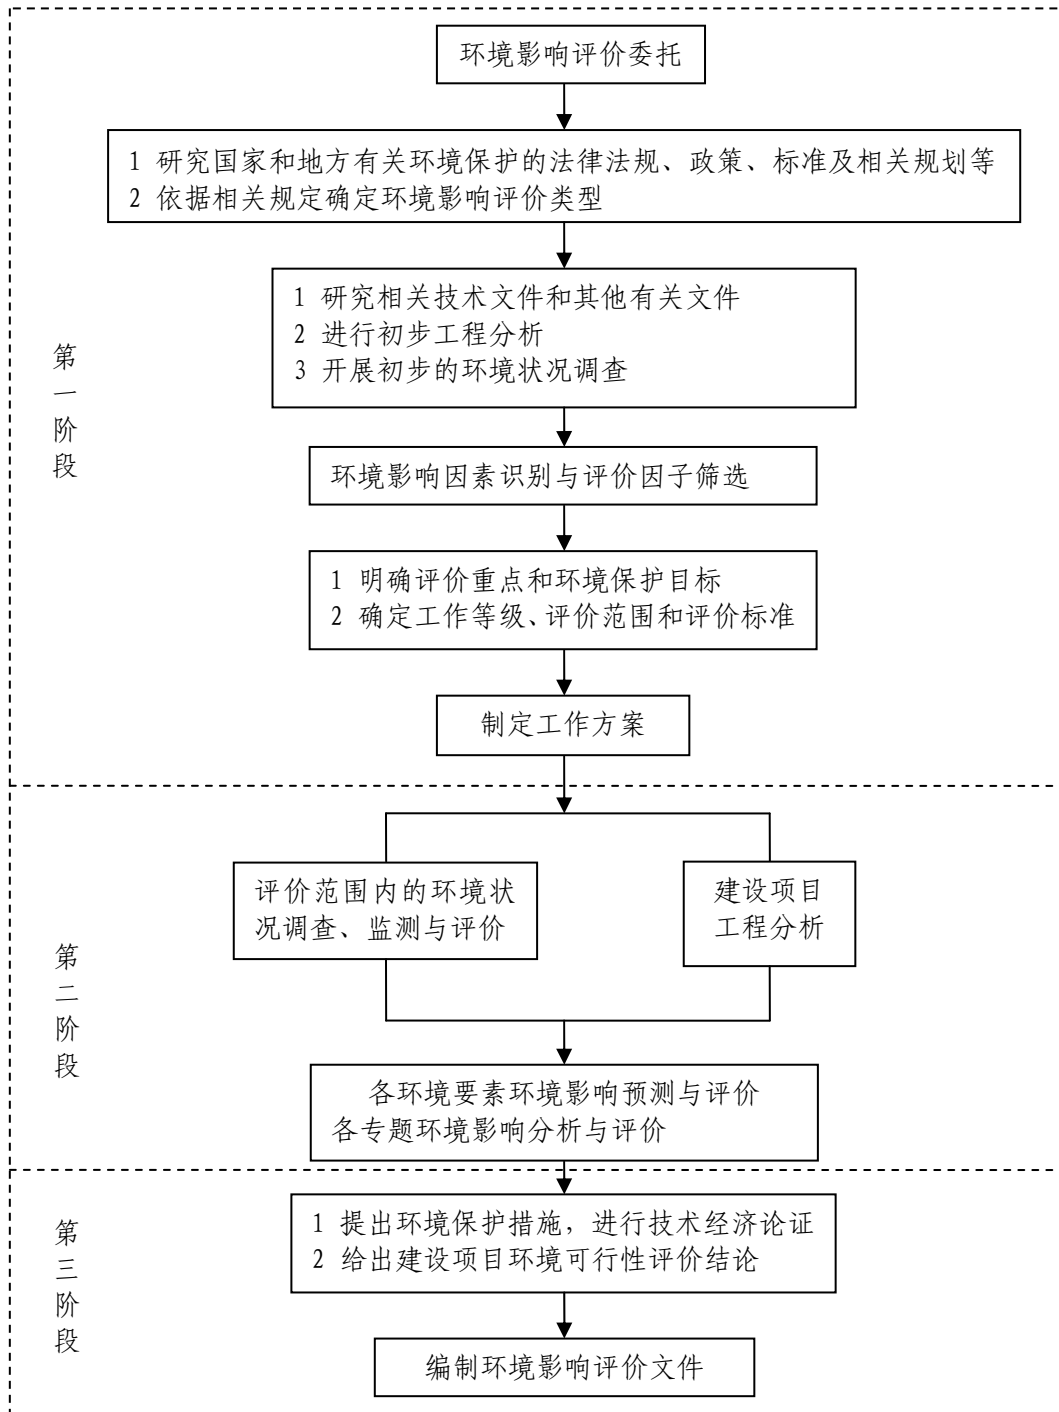 环境影响评价委托
1 研究国家和地方有关环境保护的法律法规、政策、标准及相关规划等
2 依据相关规定确定环境影响评价类型
1 研究相关技术文件和其他有关文件
2 进行初步工程分析
3 开展初步的环境状况调查
第一阶段
环境影响因素识别与评价因子筛选
1 明确评价重点和环境保护目标
2 确定工作等级、评价范围和评价标准
制定工作方案
评价范围内的环境状
况调查、监测与评价
建设项目
工程分析
第二阶段
各环境要素环境影响预测与评价
各专题环境影响分析与评价
第三阶段
1 提出环境保护措施，进行技术经济论证
2 给出建设项目环境可行性评价结论
编制环境影响评价文件